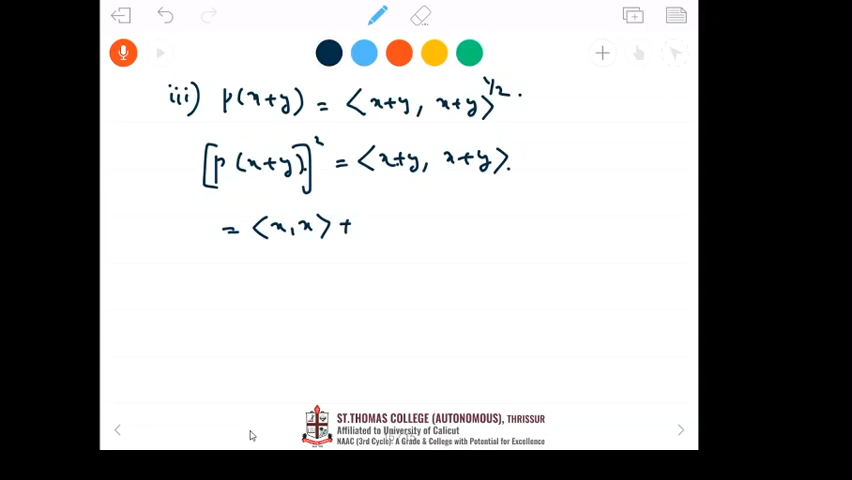 iii) p(x+y) = <x+y, x+y>^1/2.
[p(x+y)]^2 = <x+y, x+y>.
= <x,x> +
ST.THOMAS COLLEGE (AUTONOMOUS), THRISSUR
Affiliated to University of Calicut
NAAC (3rd Cycle): A Grade & College with Potential for Excellence